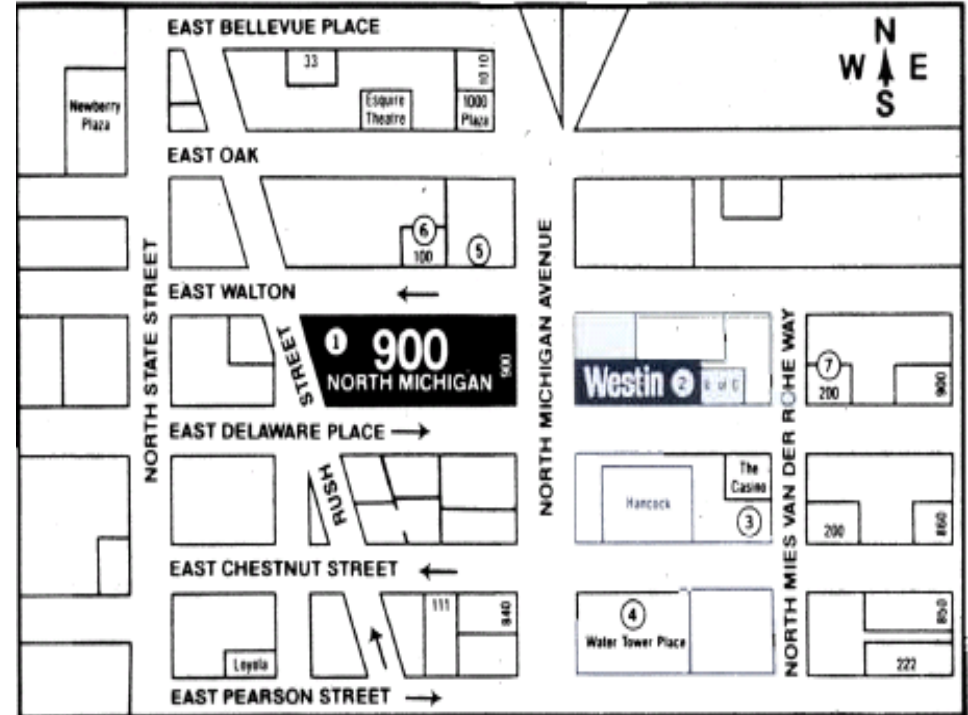 EAST BELLEVUE PLACE
N
W E
S
33
1010
Newberry
Plaza
Esquire
Theatre
1000
Plaza
EAST OAK
6
100
5
NORTH STATE STREET
NORTH MICHIGAN AVENUE
EAST WALTON
1
900
NORTH MICHIGAN
900
STREET
RUSH
Westin 2
7
200
900
NORTH MIES VAN DER ROHE WAY
EAST DELAWARE PLACE
The
Casino
Hancock
3
200
860
EAST CHESTNUT STREET
111
840
4
Water Tower Place
850
Loyola
222
EAST PEARSON STREET